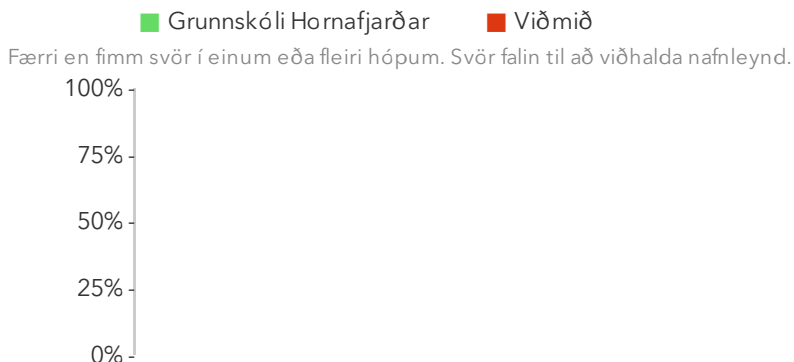 Grunnskóli Hornafjarðar Viðmið
Færri en fimm svör í einum eða fleiri hópum. Svör falin til að viðhalda nafnleynd.
100%
75%
50%
25%
0%